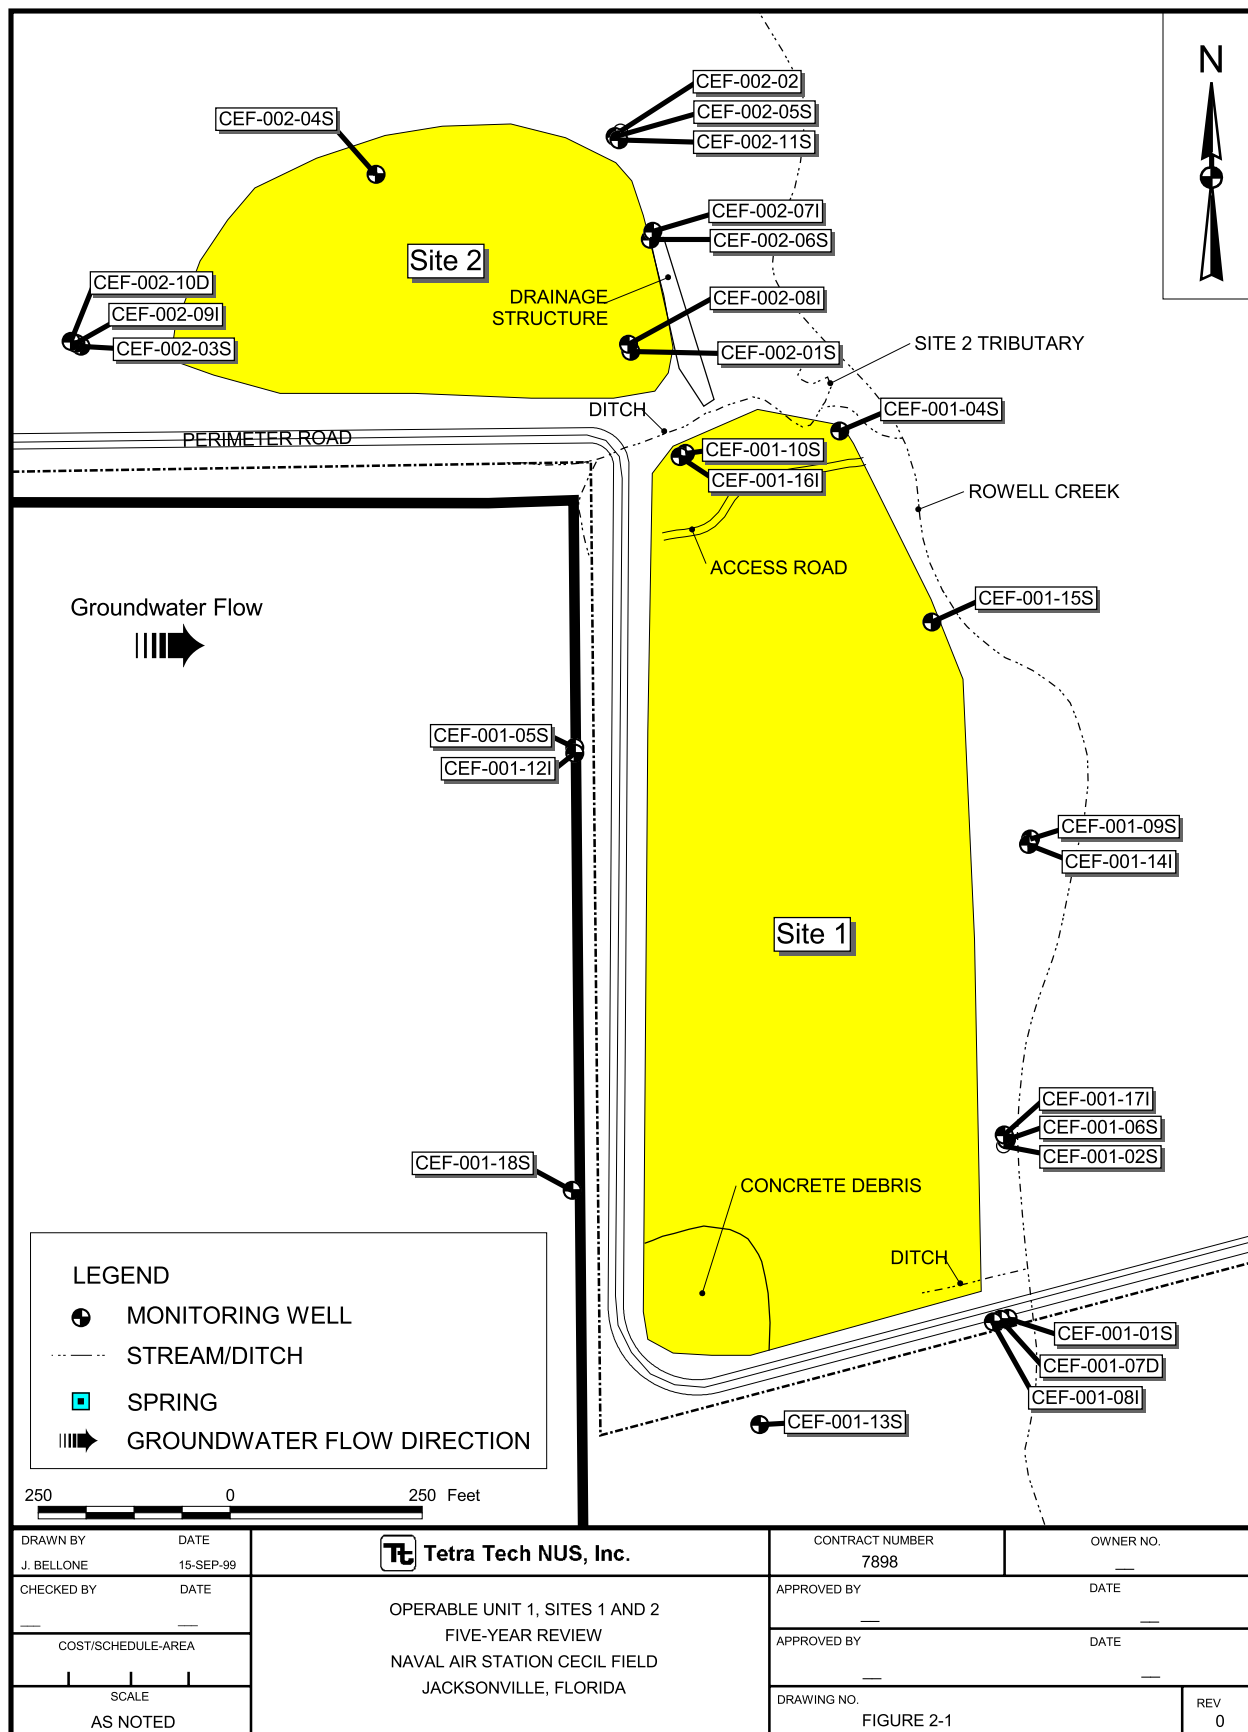 N
CEF-002-02
CEF-002-05S
CEF-002-11S
CEF-002-04S
CEF-002-07I
CEF-002-06S
Site 2
CEF-002-10D
CEF-002-09I
CEF-002-03S
DRAINAGE
STRUCTURE
CEF-002-08I
CEF-002-01S
SITE 2 TRIBUTARY
DITCH
CEF-001-04S
PERIMETER ROAD
CEF-001-10S
CEF-001-16I
ROWELL CREEK
ACCESS ROAD
CEF-001-15S
Groundwater Flow
CEF-001-05S
CEF-001-12I
CEF-001-09S
CEF-001-14I
Site 1
CEF-001-17I
CEF-001-06S
CEF-001-02S
CEF-001-18S
CONCRETE DEBRIS
DITCH
CEF-001-01S
CEF-001-07D
CEF-001-08I
CEF-001-13S
LEGEND
MONITORING WELL
STREAM/DITCH
SPRING
GROUNDWATER FLOW DIRECTION
250 0 250 Feet
DRAWN BY DATE
J. BELLONE 15-SEP-99
CHECKED BY DATE
COST/SCHEDULE-AREA
SCALE
AS NOTED
Tt Tetra Tech NUS, Inc.
OPERABLE UNIT 1, SITES 1 AND 2
FIVE-YEAR REVIEW
NAVAL AIR STATION CECIL FIELD
JACKSONVILLE, FLORIDA
CONTRACT NUMBER
7898
OWNER NO.
APPROVED BY DATE
APPROVED BY DATE
DRAWING NO.
FIGURE 2-1
REV
0